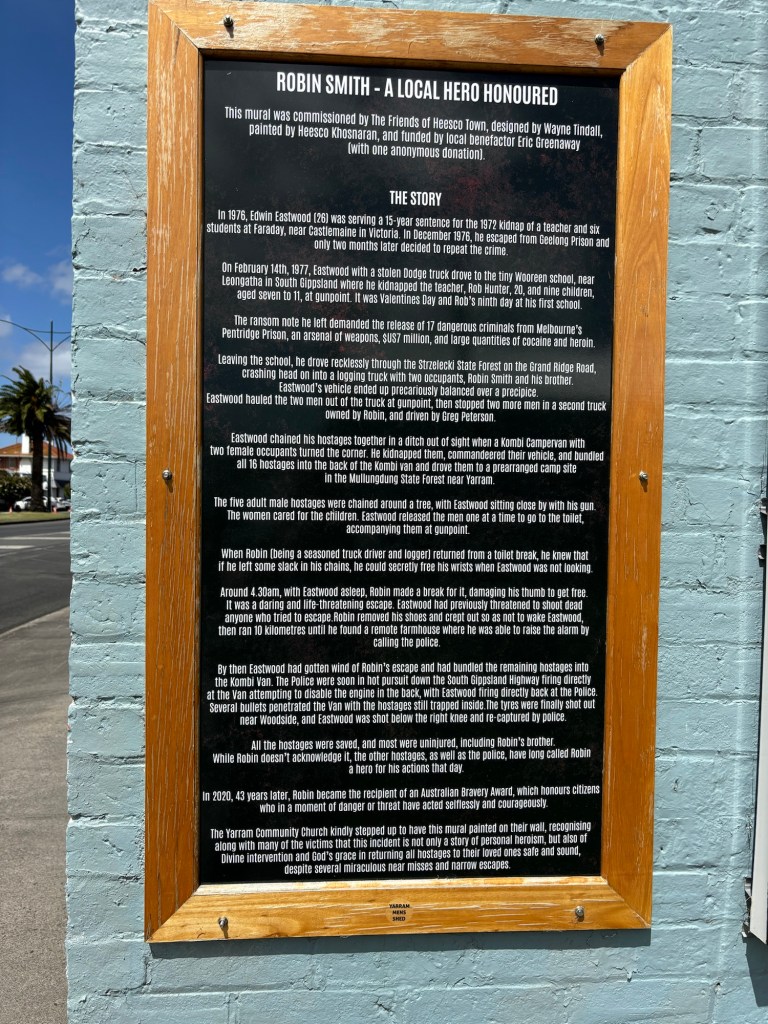 ROBIN SMITH - A LOCAL HERO HONOURED
This mural was commissioned by The Friends of Heesco Town, designed by Wayne Tindall,
painted by Heesco Khosnaran, and funded by local benefactor Eric Greenaway
(with one anonymous donation).
THE STORY
In 1976, Edwin Eastwood (26) was serving a 15-year sentence for the 1972 kidnap of a teacher and six
students at Faraday, near Castlemaine in Victoria. In December 1976, he escaped from Geelong Prison and
only two months later decided to repeat the crime.
On February 14th, 1977, Eastwood with a stolen Dodge truck drove to the tiny Wooreen school, near
Leongatha in South Gippsland where he kidnapped the teacher, Rob Hunter, 20, and nine children,
aged seven to 11, at gunpoint. It was Valentines Day and Rob's ninth day at his first school.
The ransom note he left demanded the release of 17 dangerous criminals from Melbourne's
Pentridge Prison, an arsenal of weapons, $US7 million, and large quantities of cocaine and heroin.
Leaving the school, he drove recklessly through the Strzelecki State Forest on the Grand Ridge Road,
crashing head on into a logging truck with two occupants, Robin Smith and his brother.
Eastwood's vehicle ended up precariously balanced over a precipice.
Eastwood hauled the two men out of the truck at gunpoint, then stopped two more men in a second truck
owned by Robin, and driven by Greg Peterson.
Eastwood chained his hostages together in a ditch out of sight when a Kombi Campervan with
two female occupants turned the corner. He kidnapped them, commandeered their vehicle, and bundled
all 16 hostages into the back of the Kombi van and drove them to a prearranged camp site
in the Mullungdung State Forest near Yarram.
The five adult male hostages were chained around a tree, with Eastwood sitting close by with his gun.
The women cared for the children. Eastwood released the men one at a time to go to the toilet,
accompanying them at gunpoint.
When Robin (being a seasoned truck driver and logger) returned from a toilet break, he knew that
if he left some slack in his chains, he could secretly free his wrists when Eastwood was not looking.
Around 4.30am, with Eastwood asleep, Robin made a break for it, damaging his thumb to get free.
It was a daring and life-threatening escape. Eastwood had previously threatened to shoot dead
anyone who tried to escape.Robin removed his shoes and crept out so as not to wake Eastwood,
then ran 10 kilometres until he found a remote farmhouse where he was able to raise the alarm by
calling the police.
By then Eastwood had gotten wind of Robin's escape and had bundled the remaining hostages into
the Kombi Van. The Police were soon in hot pursuit down the South Gippsland Highway firing directly
at the Van attempting to disable the engine in the back, with Eastwood firing directly back at the Police.
Several bullets penetrated the Van with the hostages still trapped inside.The tyres were finally shot out
near Woodside, and Eastwood was shot below the right knee and re-captured by police.
All the hostages were saved, and most were uninjured, including Robin's brother.
While Robin doesn't acknowledge it, the other hostages, as well as the police, have long called Robin
a hero for his actions that day.
In 2020, 43 years later, Robin became the recipient of an Australian Bravery Award, which honours citizens
who in a moment of danger or threat have acted selflessly and courageously.
The Yarram Community Church kindly stepped up to have this mural painted on their wall, recognising
along with many of the victims that this incident is not only a story of personal heroism, but also of
Divine intervention and God's grace in returning all hostages to their loved ones safe and sound,
despite several miraculous near misses and narrow escapes.
YARRAM
MENS
SHED